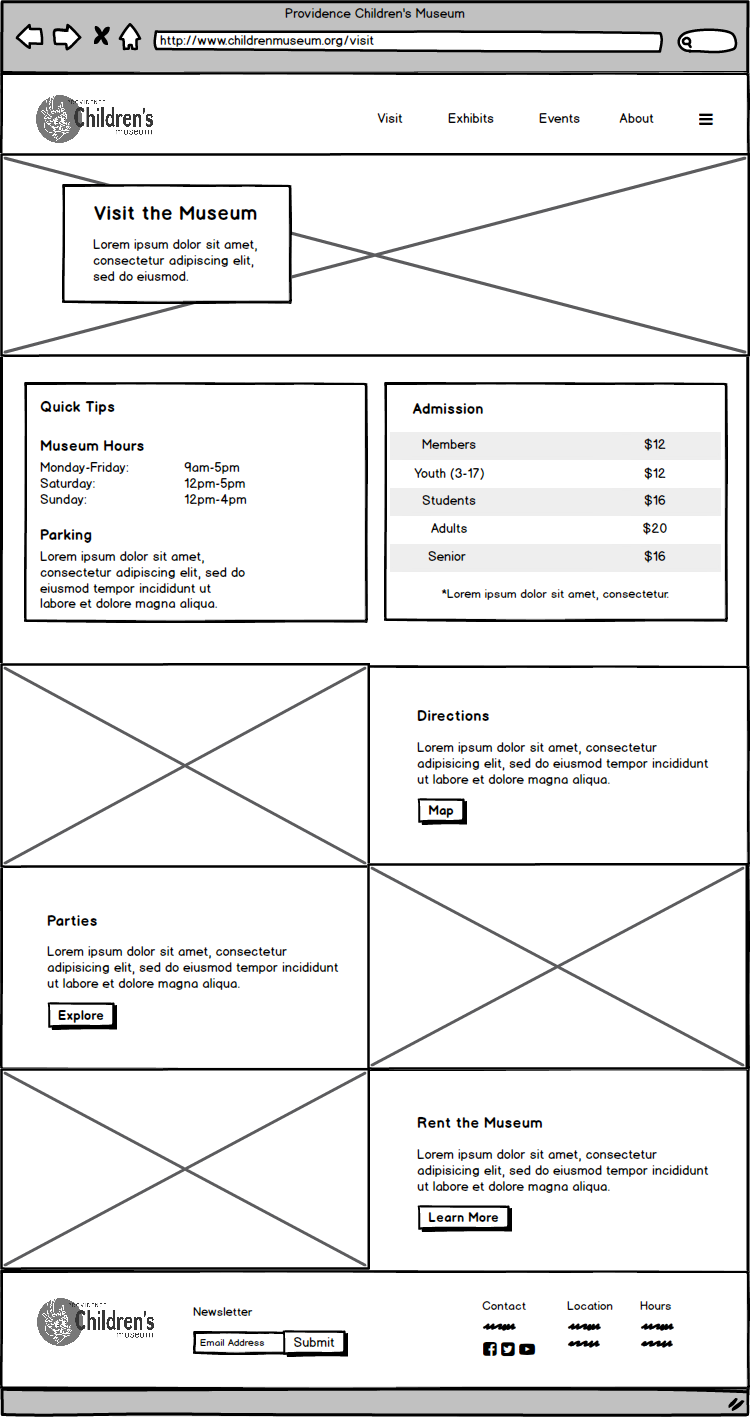 Providence Children's Museum
http://www.childrenmuseum.org/visit
PROVIDENCE
Children's
museum
Visit Exhibits Events About
Visit the Museum
Lorem ipsum dolor sit amet,
consectetur adipiscing elit,
sed do eiusmod.
Quick Tips
Museum Hours
Monday-Friday: 9am-5pm
Saturday: 12pm-5pm
Sunday: 12pm-4pm
Parking
Lorem ipsum dolor sit amet,
consectetur adipiscing elit, sed do
eiusmod tempor incididunt ut
labore et dolore magna aliqua.
Admission
Members $12
Youth (3-17) $12
Students $16
Adults $20
Senior $16
*Lorem ipsum dolor sit amet, consectetur.
Directions
Lorem ipsum dolor sit amet, consectetur
adipisicing elit, sed do eiusmod tempor incididunt
ut labore et dolore magna aliqua.
Map
Parties
Lorem ipsum dolor sit amet, consectetur
adipisicing elit, sed do eiusmod tempor incididunt
ut labore et dolore magna aliqua.
Explore
Rent the Museum
Lorem ipsum dolor sit amet, consectetur
adipisicing elit, sed do eiusmod tempor incididunt
ut labore et dolore magna aliqua.
Learn More
PROVIDENCE
Children's
museum
Newsletter
Email Address Submit
Contact Location Hours